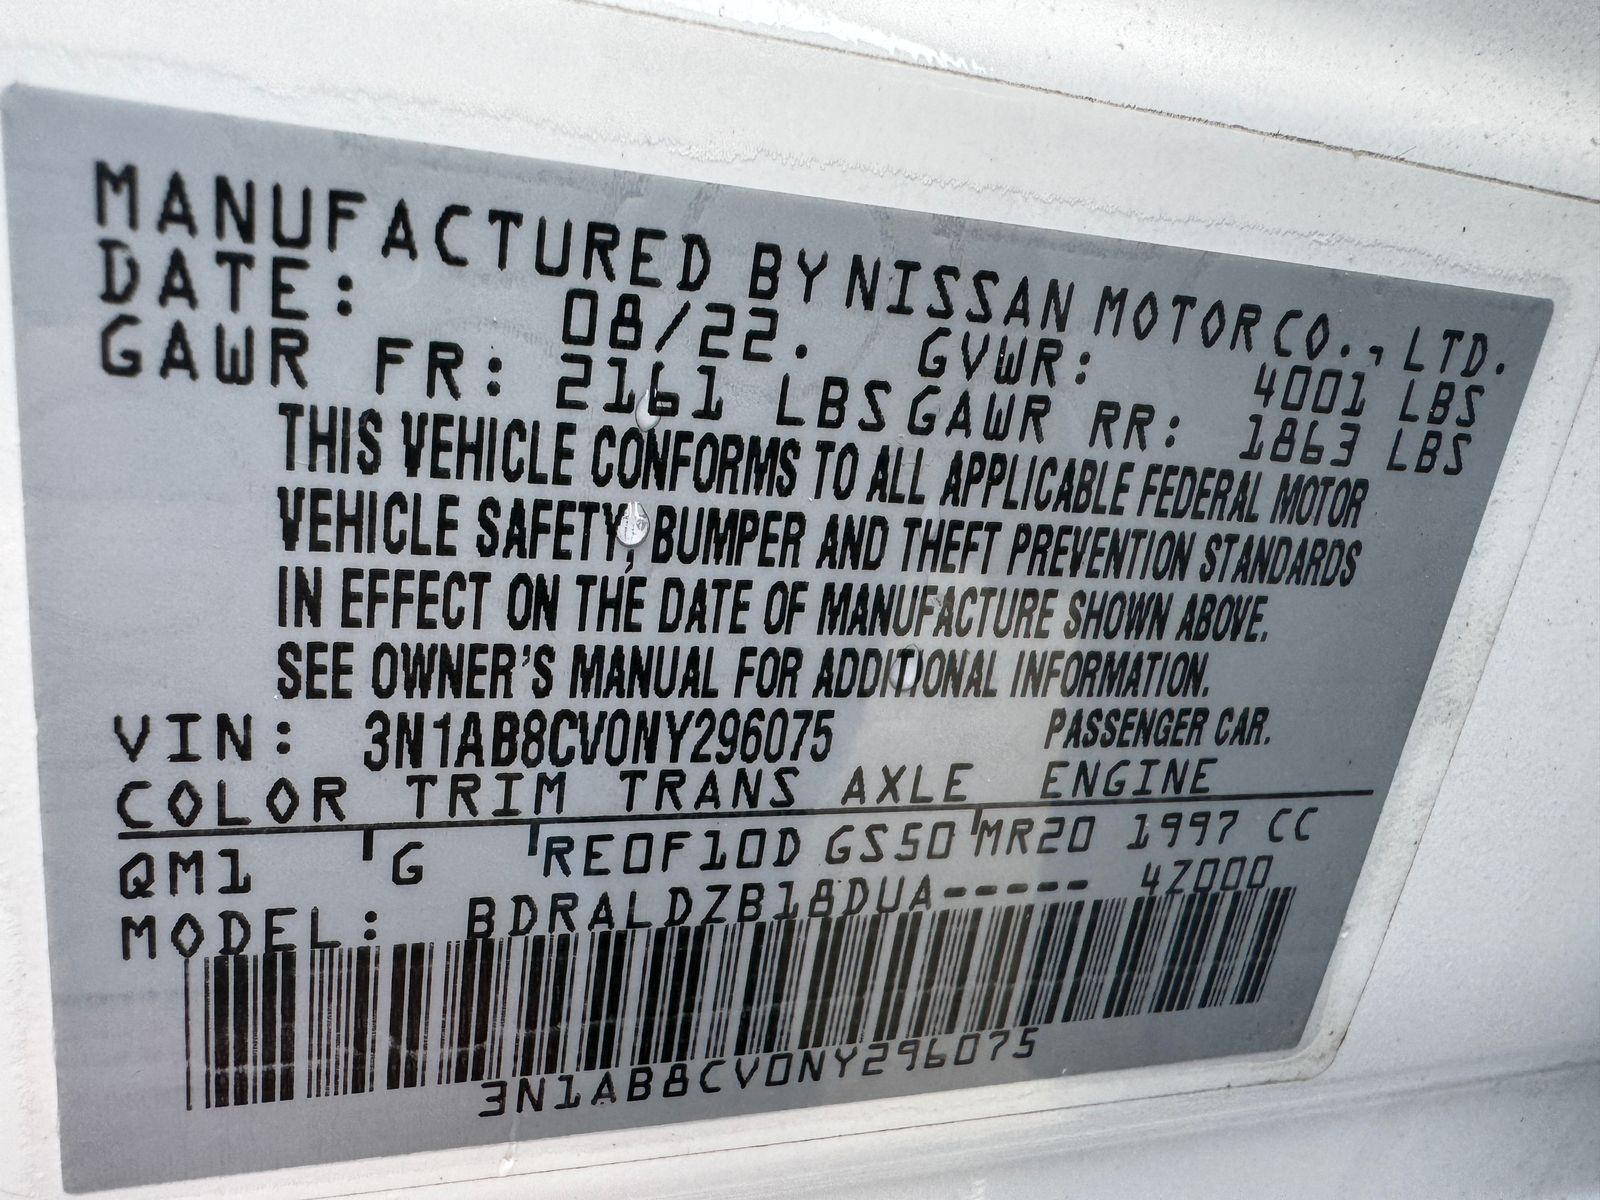 MANUFACTURED BY NISSAN MOTOR CO., LTD.
DATE: 08/22. GVWR: 4001 LBS
GAWR FR: 2161 LBS GAWR RR: 1863 LBS
THIS VEHICLE CONFORMS TO ALL APPLICABLE FEDERAL MOTOR
VEHICLE SAFETY, BUMPER AND THEFT PREVENTION STANDARDS
IN EFFECT ON THE DATE OF MANUFACTURE SHOWN ABOVE.
SEE OWNER'S MANUAL FOR ADDITIONAL INFORMATION.
VIN: 3N1AB8CV0NY296075 PASSENGER CAR.
COLOR TRIM TRANS AXLE ENGINE
QM1 G RE0F10D GS50 MR20 1997 CC
MODEL: BDRALDZB18DUA----- 4Z000
3N1AB8CV0NY296075